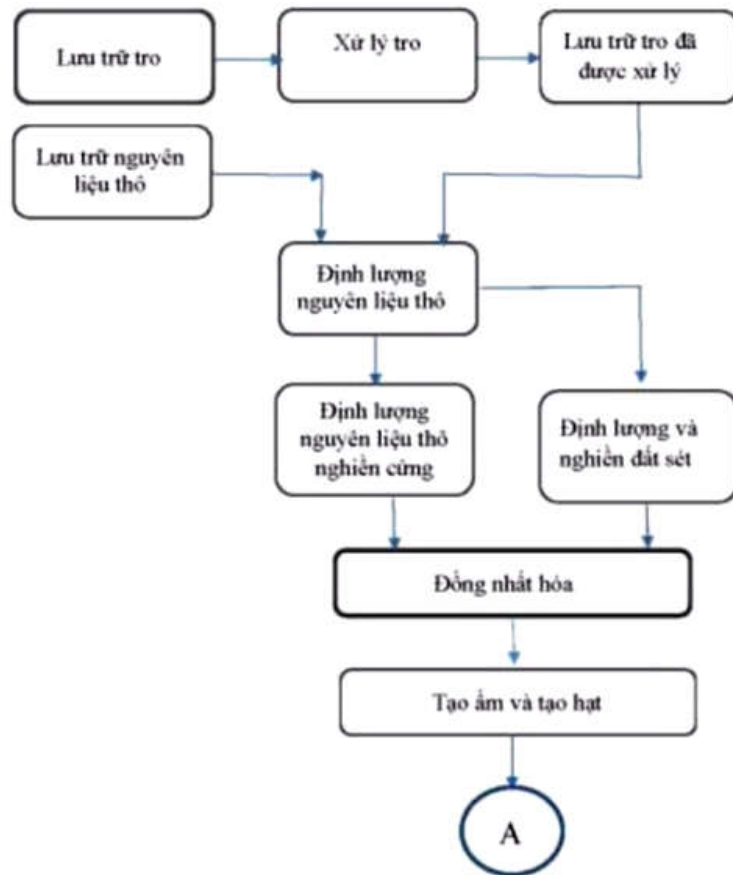 Lưu trữ tro
Xử lý tro
Lưu trữ tro đã
được xử lý
Lưu trữ nguyên
liệu thô
Định lượng
nguyên liệu thô
Định lượng
nguyên liệu thô
nghiền cứng
Định lượng và
nghiền đất sét
Đồng nhất hóa
Tạo ẩm và tạo hạt
A